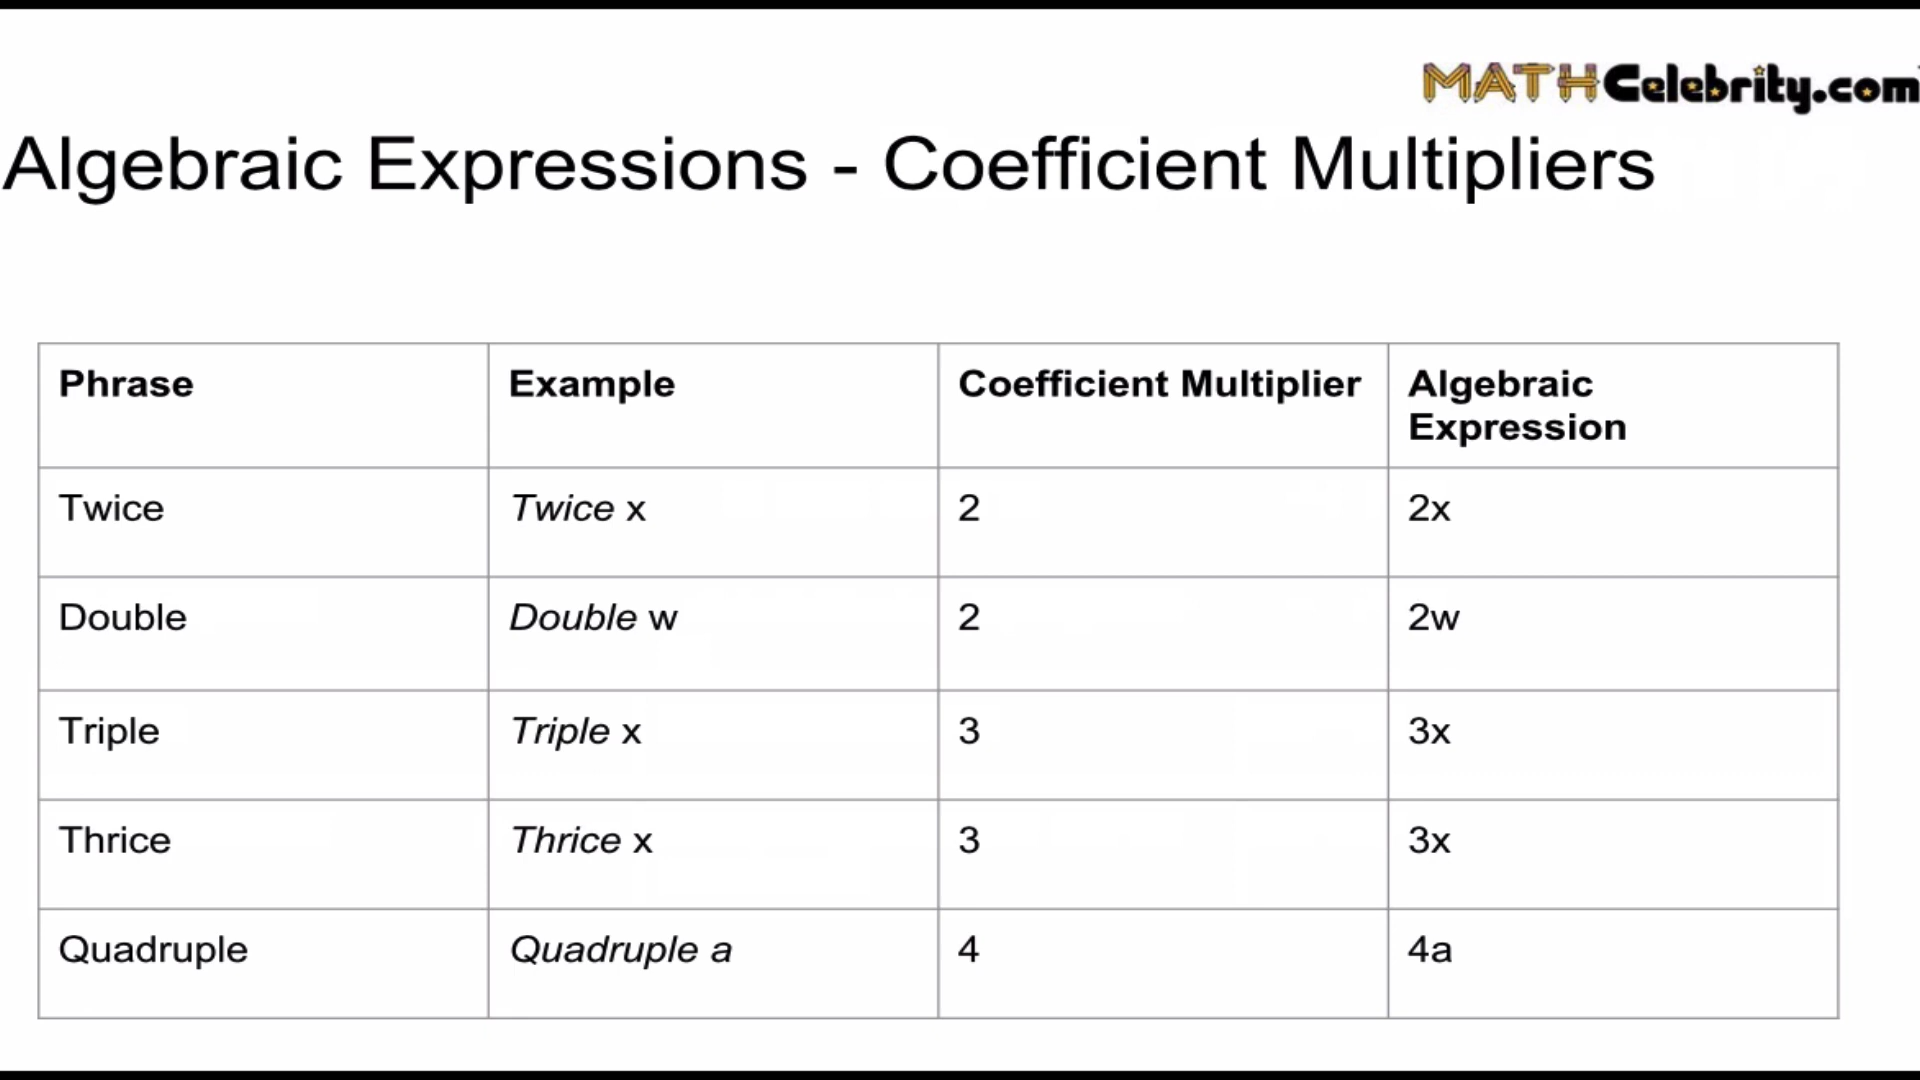 MATHCelebrity.com
Algebraic Expressions - Coefficient Multipliers
Phrase Example Coefficient Multiplier Algebraic
Expression
Twice Twice x 2 2x
Double Double w 2 2w
Triple Triple x 3 3x
Thrice Thrice x 3 3x
Quadruple Quadruple a 4 4a